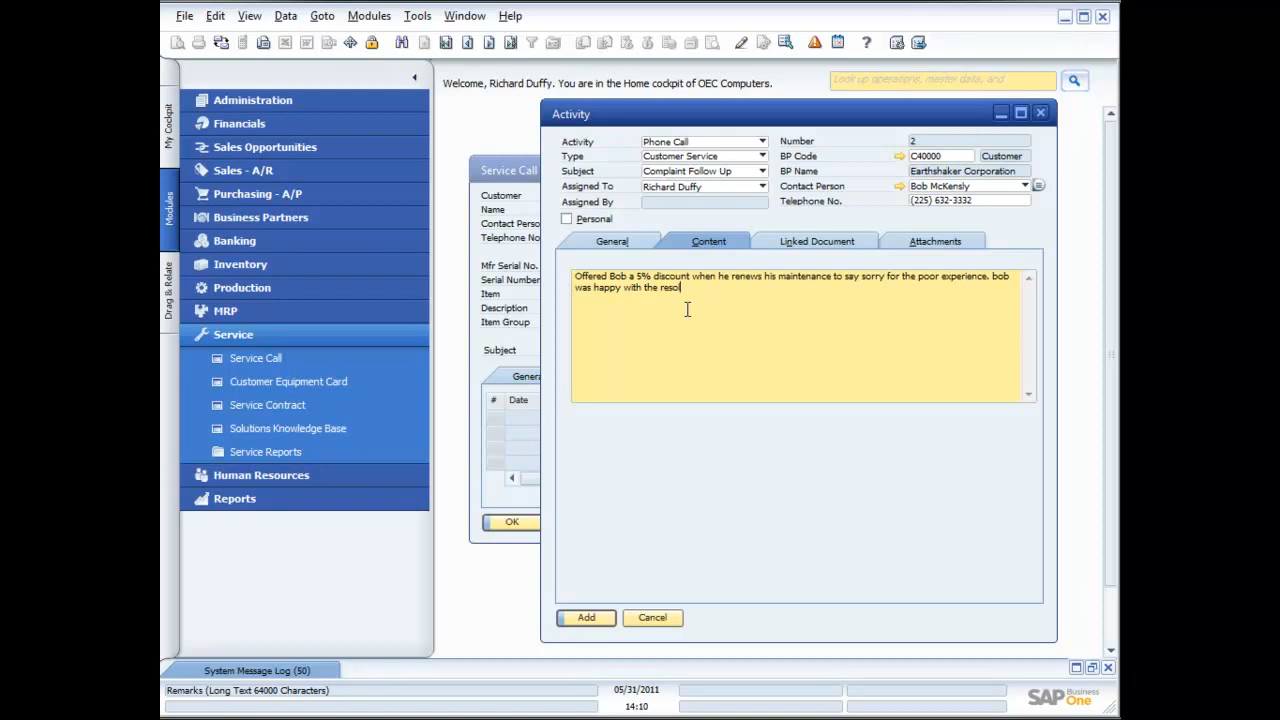 File Edit View Data Goto Modules Tools Window Help
Welcome, Richard Duffy. You are in the Home cockpit of OEC Computers.
Look up operations, master data, and
My Cockpit
Modules
Drag & Relate
Administration
Financials
Sales Opportunities
Sales - A/R
Purchasing - A/P
Business Partners
Banking
Inventory
Production
MRP
Service
Service Call
Customer Equipment Card
Service Contract
Solutions Knowledge Base
Service Reports
Human Resources
Reports
Service Call
Customer
Name
Contact Perso
Telephone No
Mfr Serial No.
Serial Number
Item
Description
Item Group
Subject
Genera
# Date
OK
Activity
Activity Phone Call Number 2
Type Customer Service BP Code C40000 Customer
Subject Complaint Follow Up BP Name Earthshaker Corporation
Assigned To Richard Duffy Contact Person Bob McKensly
Assigned By Telephone No. (225) 632-3332
Personal
General Content Linked Document Attachments
Offered Bob a 5% discount when he renews his maintenance to say sorry for the poor experience. bob
was happy with the resol
Add Cancel
System Message Log (50)
Remarks (Long Text 64000 Characters) 05/31/2011
14:10
SAP Business One